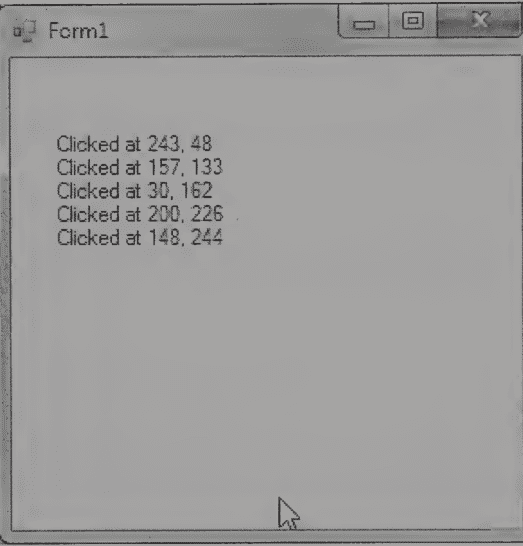 Form1
Clicked at 243, 48
Clicked at 157, 133
Clicked at 30, 162
Clicked at 200, 226
Clicked at 148, 244